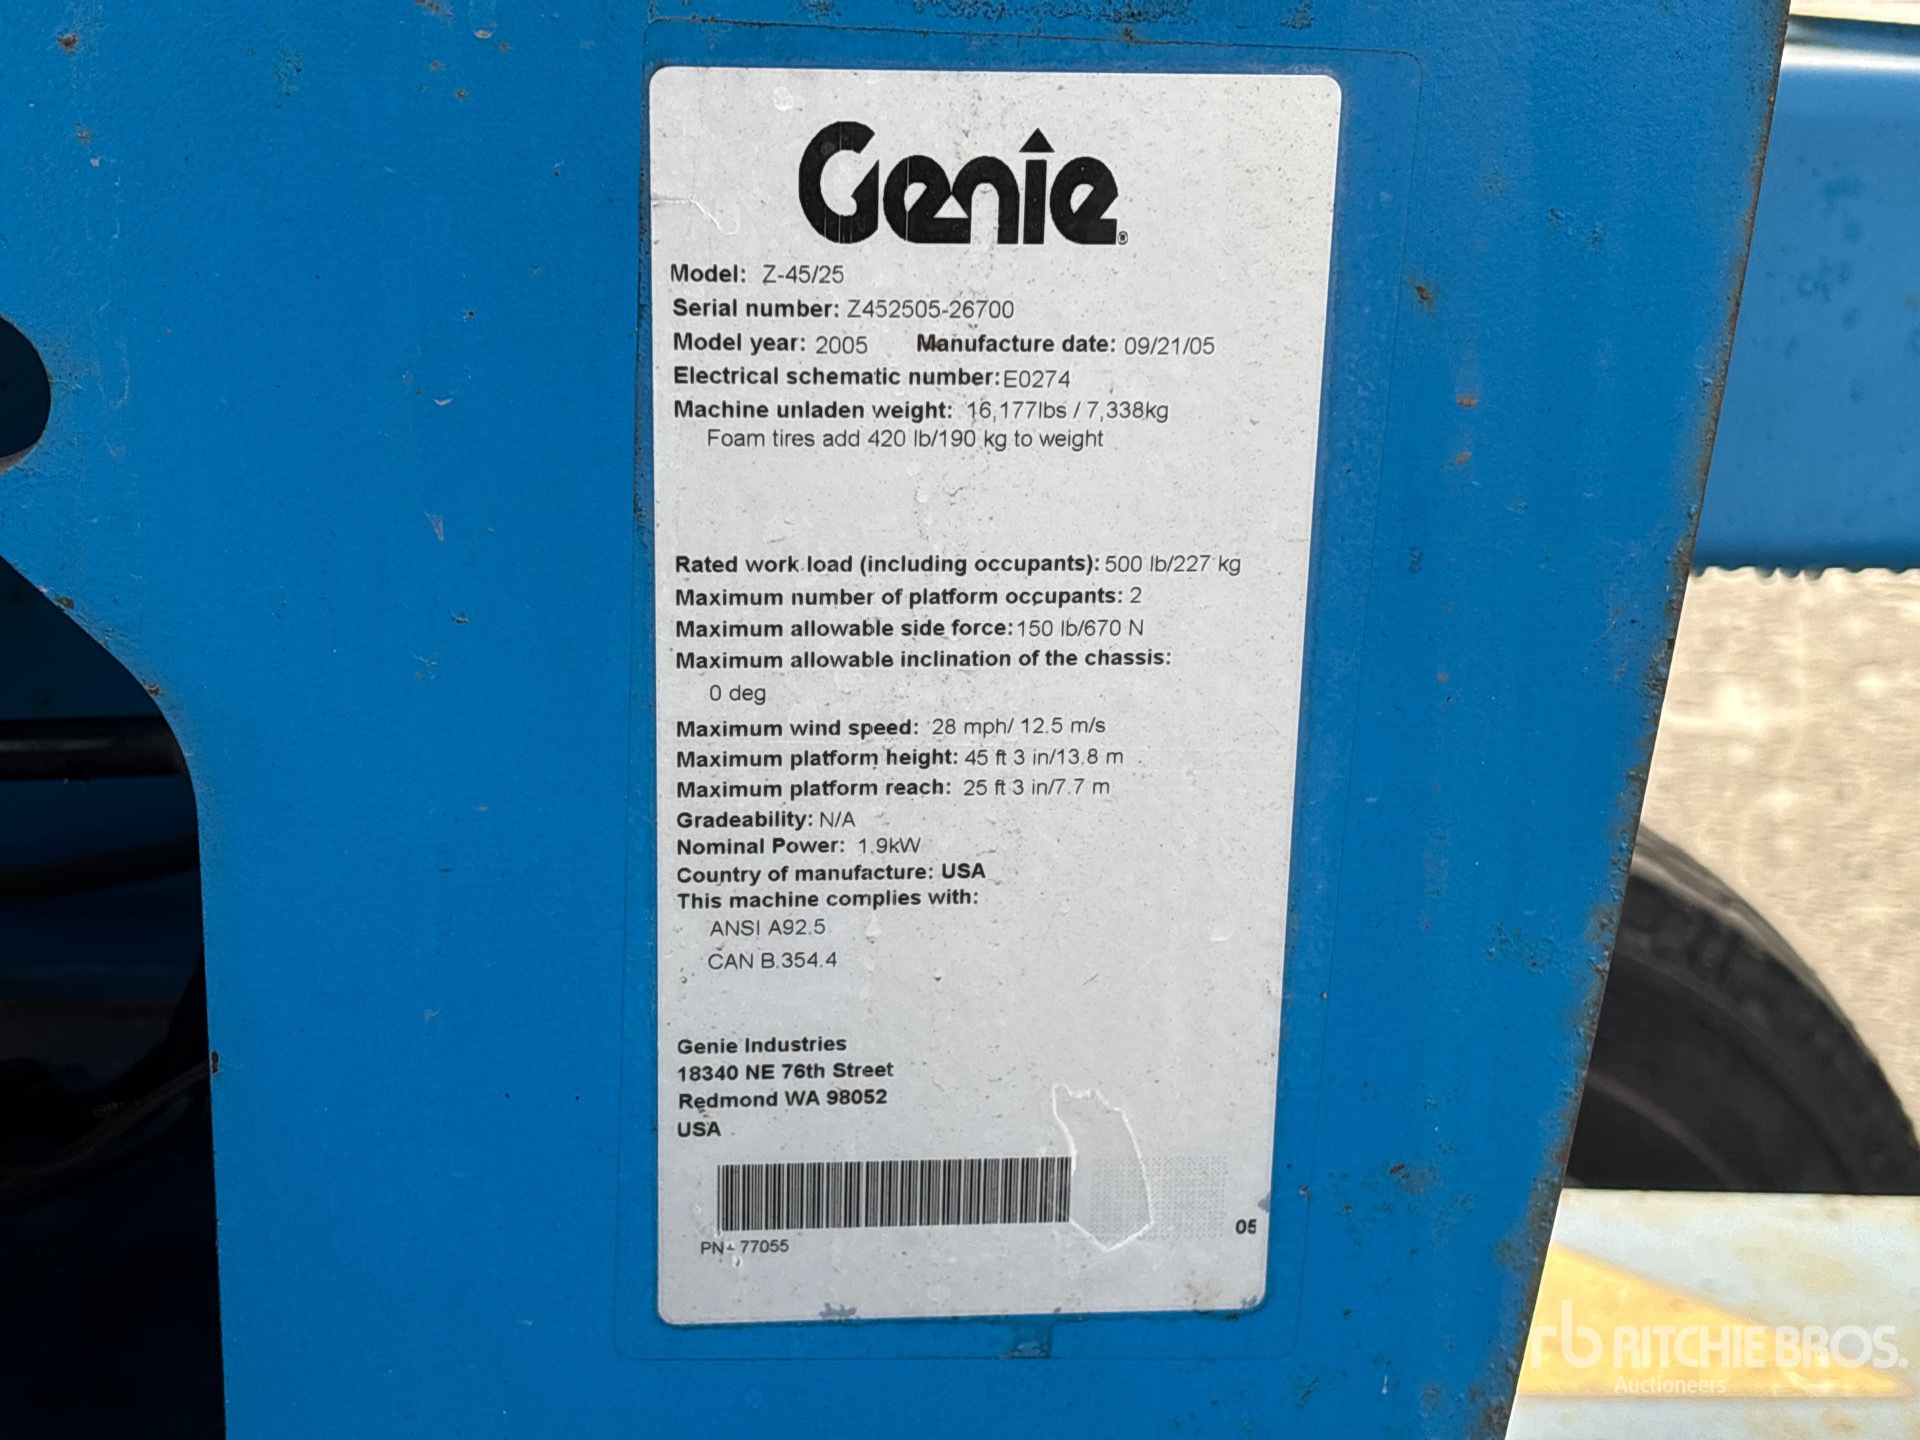 Genie®
Model: Z-45/25
Serial number: Z452505-26700
Model year: 2005 Manufacture date: 09/21/05
Electrical schematic number: E0274
Machine unladen weight: 16,177lbs / 7,338kg
Foam tires add 420 lb/190 kg to weight
Rated work load (including occupants): 500 lb/227 kg
Maximum number of platform occupants: 2
Maximum allowable side force: 150 lb/670 N
Maximum allowable inclination of the chassis:
0 deg
Maximum wind speed: 28 mph/ 12.5 m/s
Maximum platform height: 45 ft 3 in/13.8 m
Maximum platform reach: 25 ft 3 in/7.7 m
Gradeability: N/A
Nominal Power: 1.9kW
Country of manufacture: USA
This machine complies with:
ANSI A92.5
CAN B.354.4
Genie Industries
18340 NE 76th Street
Redmond WA 98052
USA
05
PN- 77055
rb RITCHIE BROS.
Auctioneers